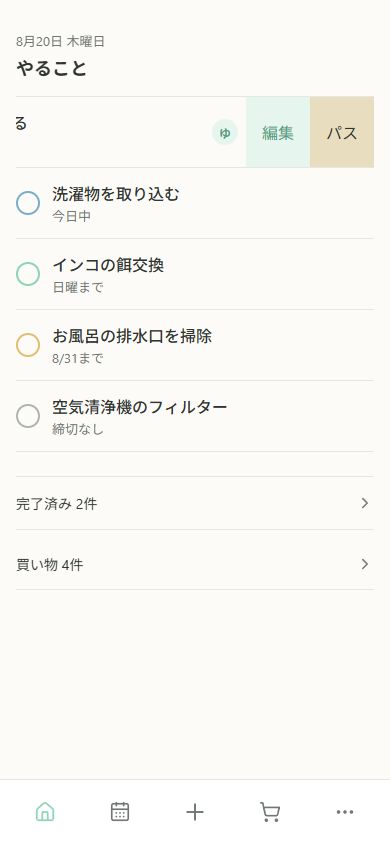 8月20日 木曜日
やること
る
ゆ
編集
パス
洗濯物を取り込む
今日中
インコの餌交換
日曜まで
お風呂の排水口を掃除
8/31まで
空気清浄機のフィルター
締切なし
完了済み 2件
買い物 4件